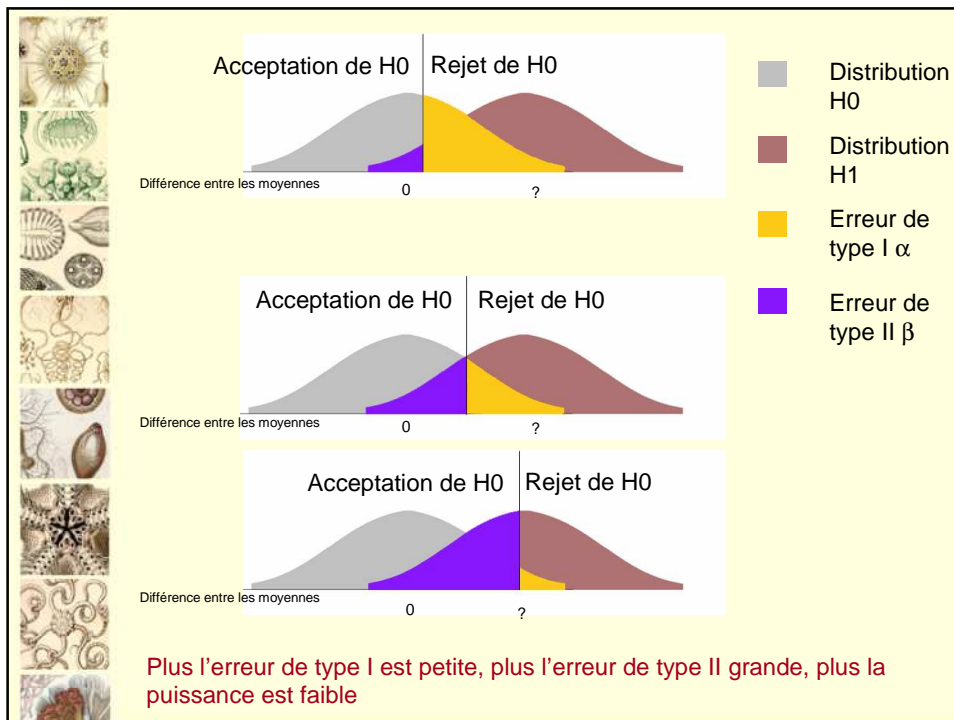 Acceptation de H0 Rejet de H0
Différence entre les moyennes
0 ?
Acceptation de H0 Rejet de H0
Différence entre les moyennes
0 ?
Acceptation de H0 Rejet de H0
Différence entre les moyennes
0 ?
Distribution
H0
Distribution
H1
Erreur de
type I α
Erreur de
type II β
Plus l’erreur de type I est petite, plus l’erreur de type II grande, plus la
puissance est faible